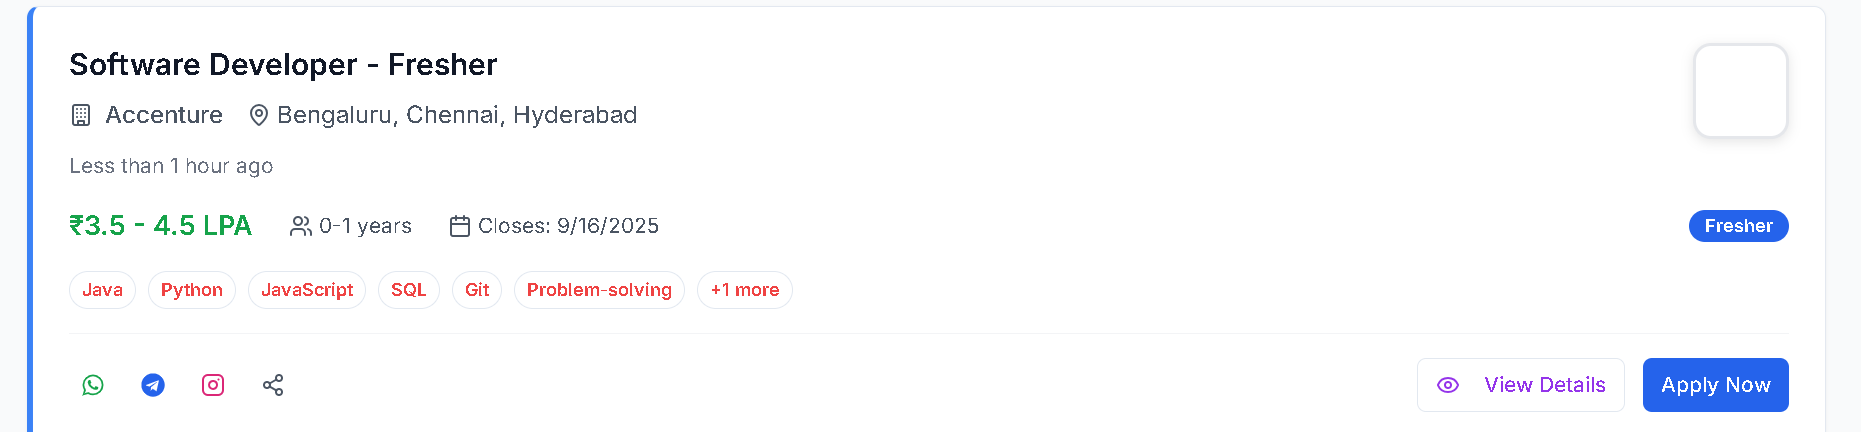 Software Developer - Fresher
Accenture Bengaluru, Chennai, Hyderabad
Less than 1 hour ago
₹3.5 - 4.5 LPA 0-1 years Closes: 9/16/2025 Fresher
Java Python JavaScript SQL Git Problem-solving +1 more
View Details Apply Now